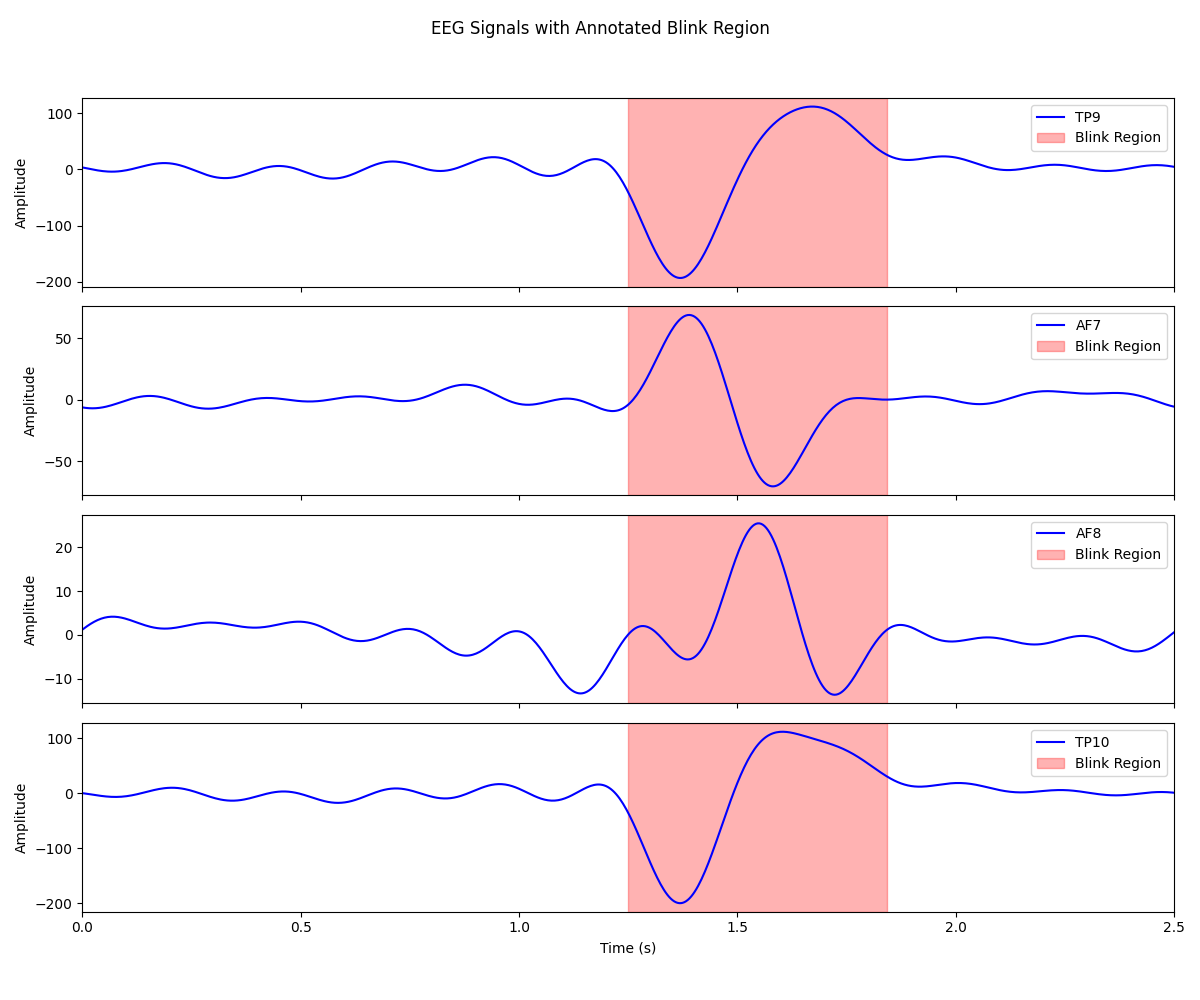 EEG Signals with Annotated Blink Region
100
0
−100
−200
Amplitude
TP9
Blink Region
50
0
−50
Amplitude
AF7
Blink Region
20
10
0
−10
Amplitude
AF8
Blink Region
100
0
−100
−200
Amplitude
TP10
Blink Region
0.0 0.5 1.0 1.5 2.0 2.5
Time (s)